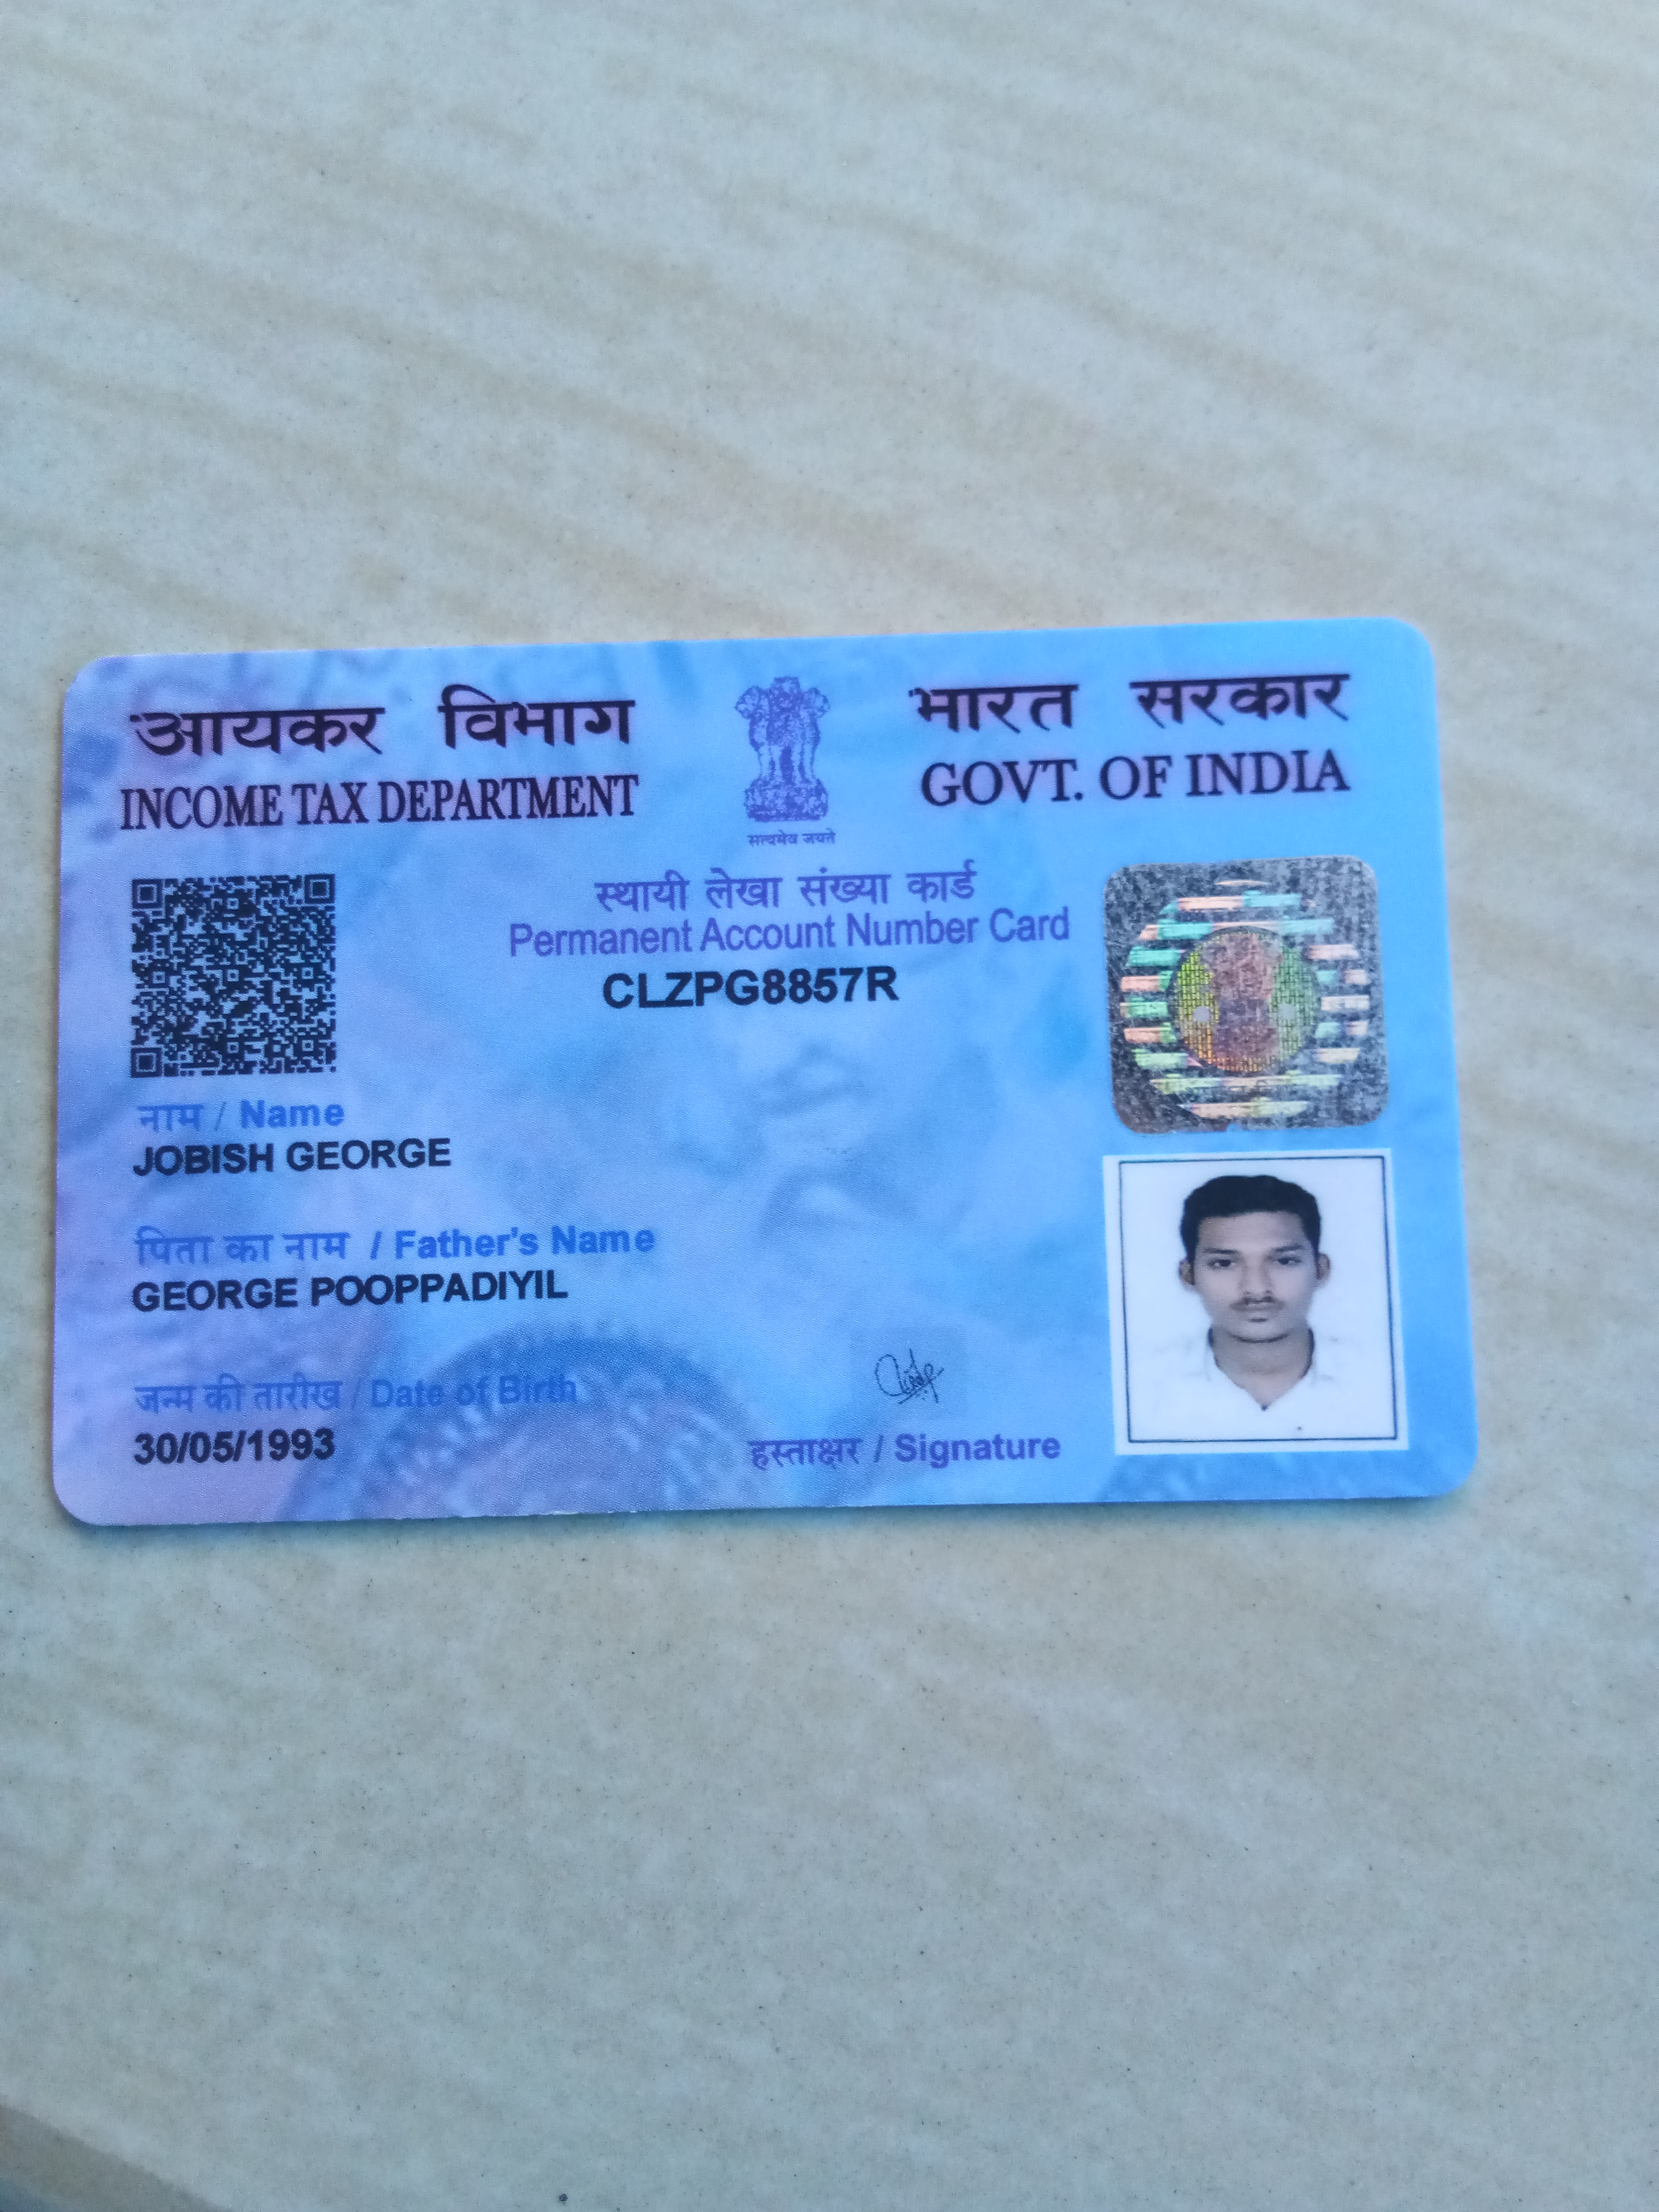 आयकर विभाग
INCOME TAX DEPARTMENT
सत्यमेव जयते
भारत सरकार
GOVT. OF INDIA
स्थायी लेखा संख्या कार्ड
Permanent Account Number Card
CLZPG8857R
नाम / Name
JOBISH GEORGE
पिता का नाम / Father's Name
GEORGE POOPPADIYIL
जन्म की तारीख / Date of Birth
30/05/1993
हस्ताक्षर / Signature